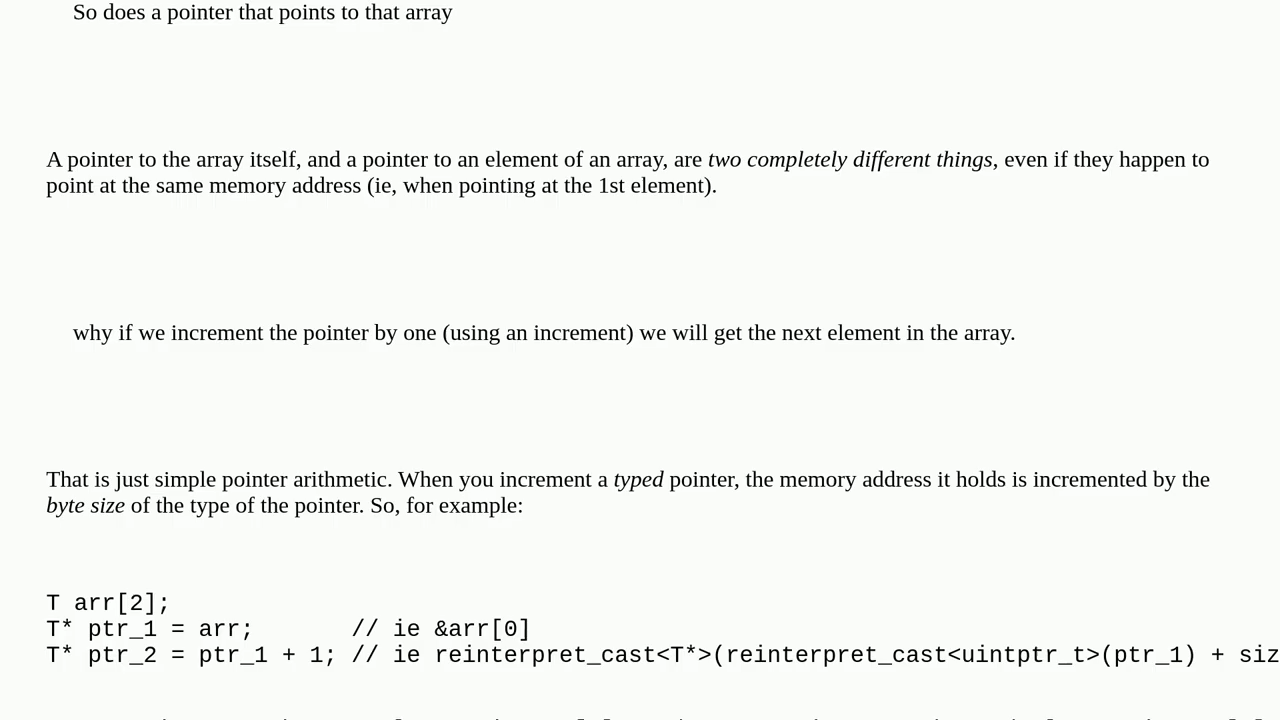 So does a pointer that points to that array
A pointer to the array itself, and a pointer to an element of an array, are two completely different things, even if they happen to
point at the same memory address (ie, when pointing at the 1st element).
why if we increment the pointer by one (using an increment) we will get the next element in the array.
That is just simple pointer arithmetic. When you increment a typed pointer, the memory address it holds is incremented by the
byte size of the type of the pointer. So, for example:
T arr[2];
T* ptr_1 = arr;       // ie &arr[0]
T* ptr_2 = ptr_1 + 1; // ie reinterpret_cast<T*>(reinterpret_cast<uintptr_t>(ptr_1) + siz